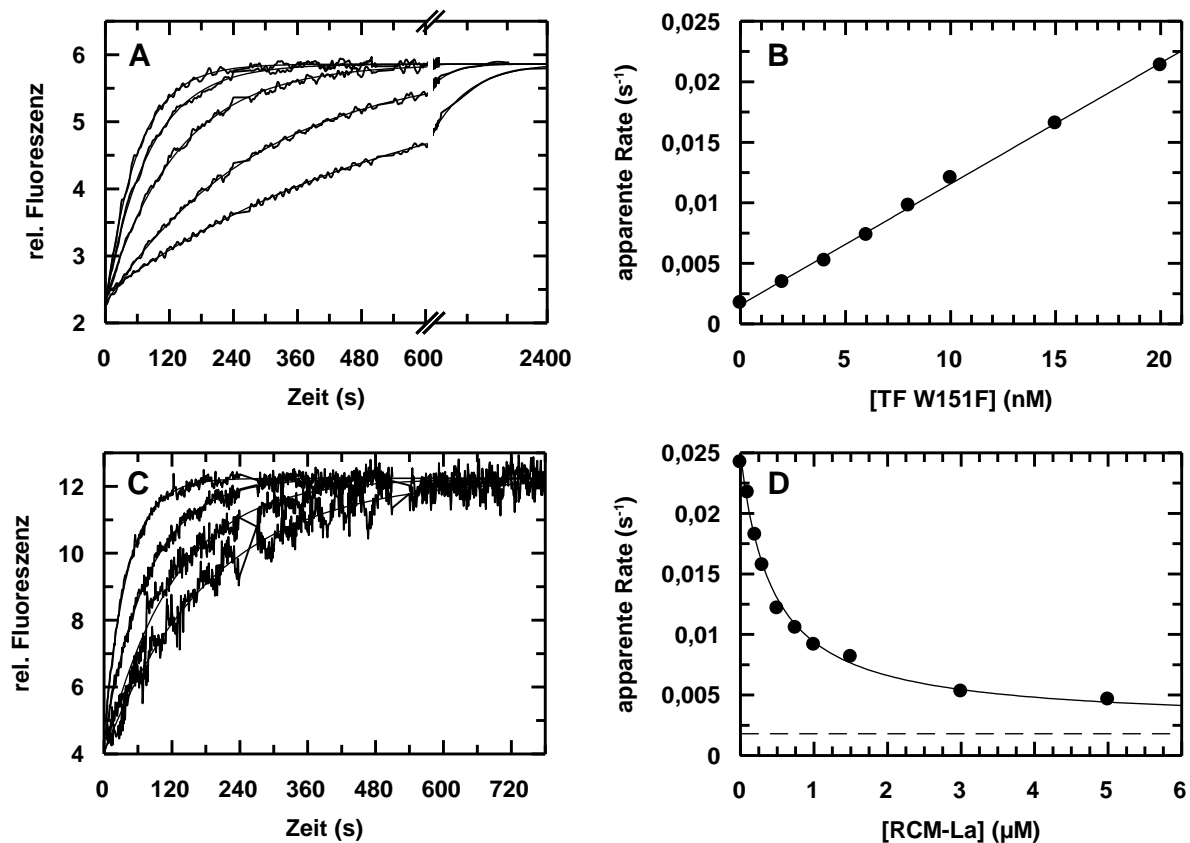 A
rel. Fluoreszenz
6
5
4
3
2
0 120 240 360 480 600 2400
Zeit (s)
B
apparente Rate (s-1)
0,025
0,02
0,015
0,01
0,005
0
0 5 10 15 20
[TF W151F] (nM)
C
rel. Fluoreszenz
12
10
8
6
4
0 120 240 360 480 600 720
Zeit (s)
D
apparente Rate (s-1)
0,025
0,02
0,015
0,01
0,005
0
0 1 2 3 4 5 6
[RCM-La] (µM)